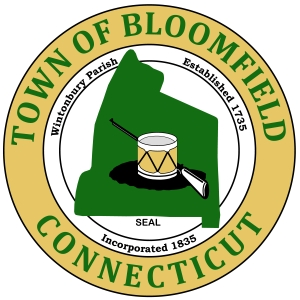 TOWN OF BLOOMFIELD
Wintonbury Parish
Established 1735
SEAL
Incorporated 1835
CONNECTICUT